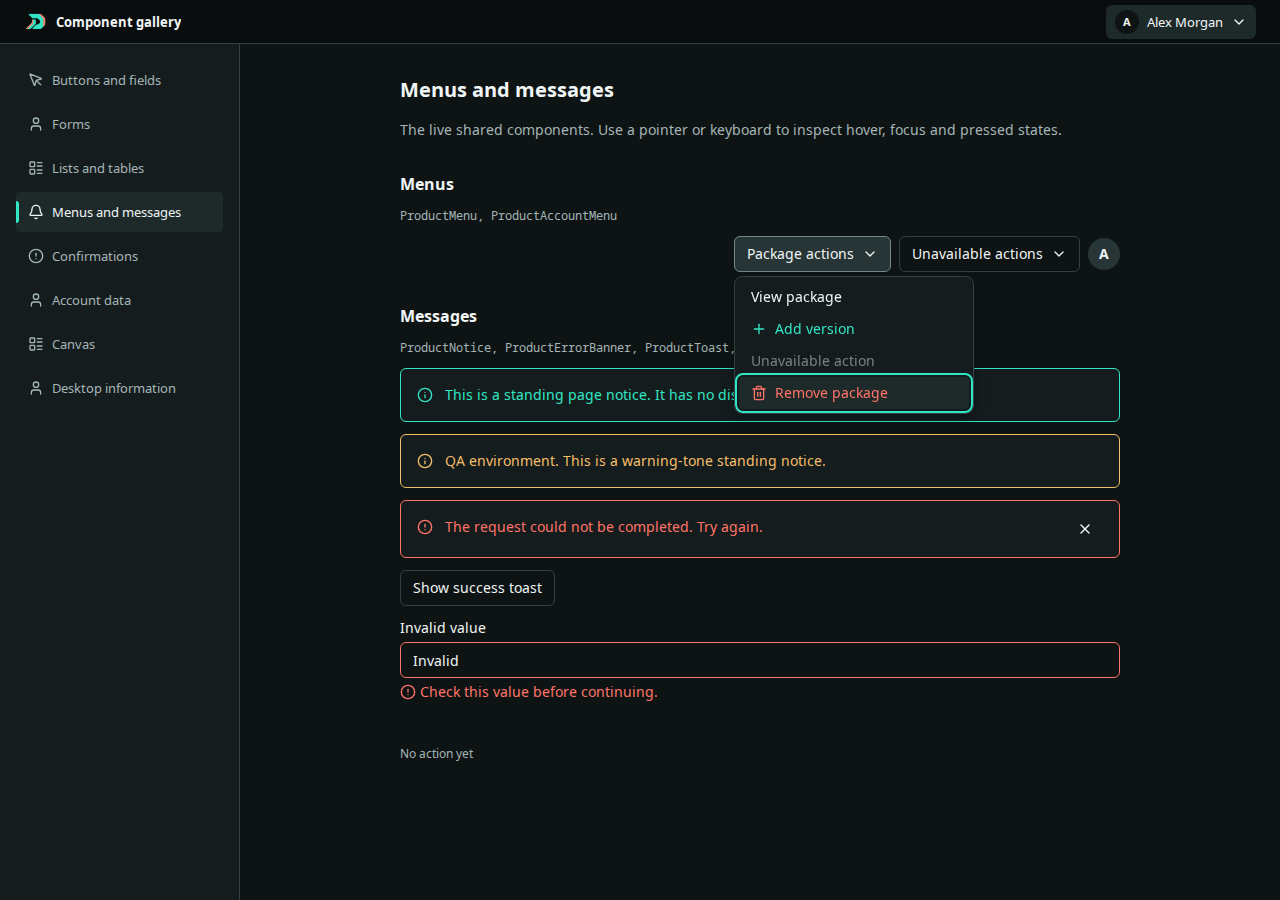 Component gallery
A Alex Morgan
Buttons and fields
Forms
Lists and tables
Menus and messages
Confirmations
Account data
Canvas
Desktop information
Menus and messages
The live shared components. Use a pointer or keyboard to inspect hover, focus and pressed states.
Menus
ProductMenu, ProductAccountMenu
Package actions
Unavailable actions
A
View package
Add version
Unavailable action
Remove package
Messages
ProductNotice, ProductErrorBanner, ProductToast,
This is a standing page notice. It has no
QA environment. This is a warning-tone standing notice.
The request could not be completed. Try again.
Show success toast
Invalid value
Invalid
Check this value before continuing.
No action yet